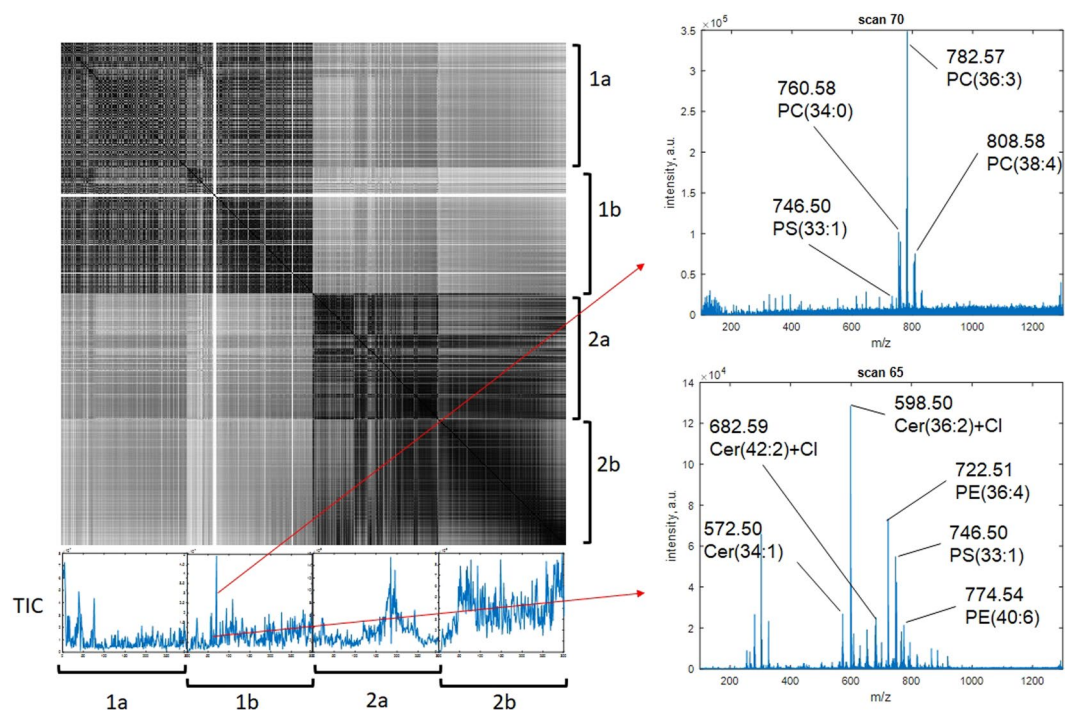 1a
1b
2a
2b
TIC
1a
1b
2a
2b
scan 70
×10⁵
3.5
3
2.5
2
1.5
1
0.5
0
intensity, a.u.
200
400
600
800
1000
1200
m/z
782.57
PC(36:3)
760.58
PC(34:0)
808.58
PC(38:4)
746.50
PS(33:1)
scan 65
×10⁴
14
12
10
8
6
4
2
0
intensity, a.u.
200
400
600
800
1000
1200
m/z
598.50
Cer(36:2)+Cl
682.59
Cer(42:2)+Cl
722.51
PE(36:4)
572.50
Cer(34:1)
746.50
PS(33:1)
774.54
PE(40:6)